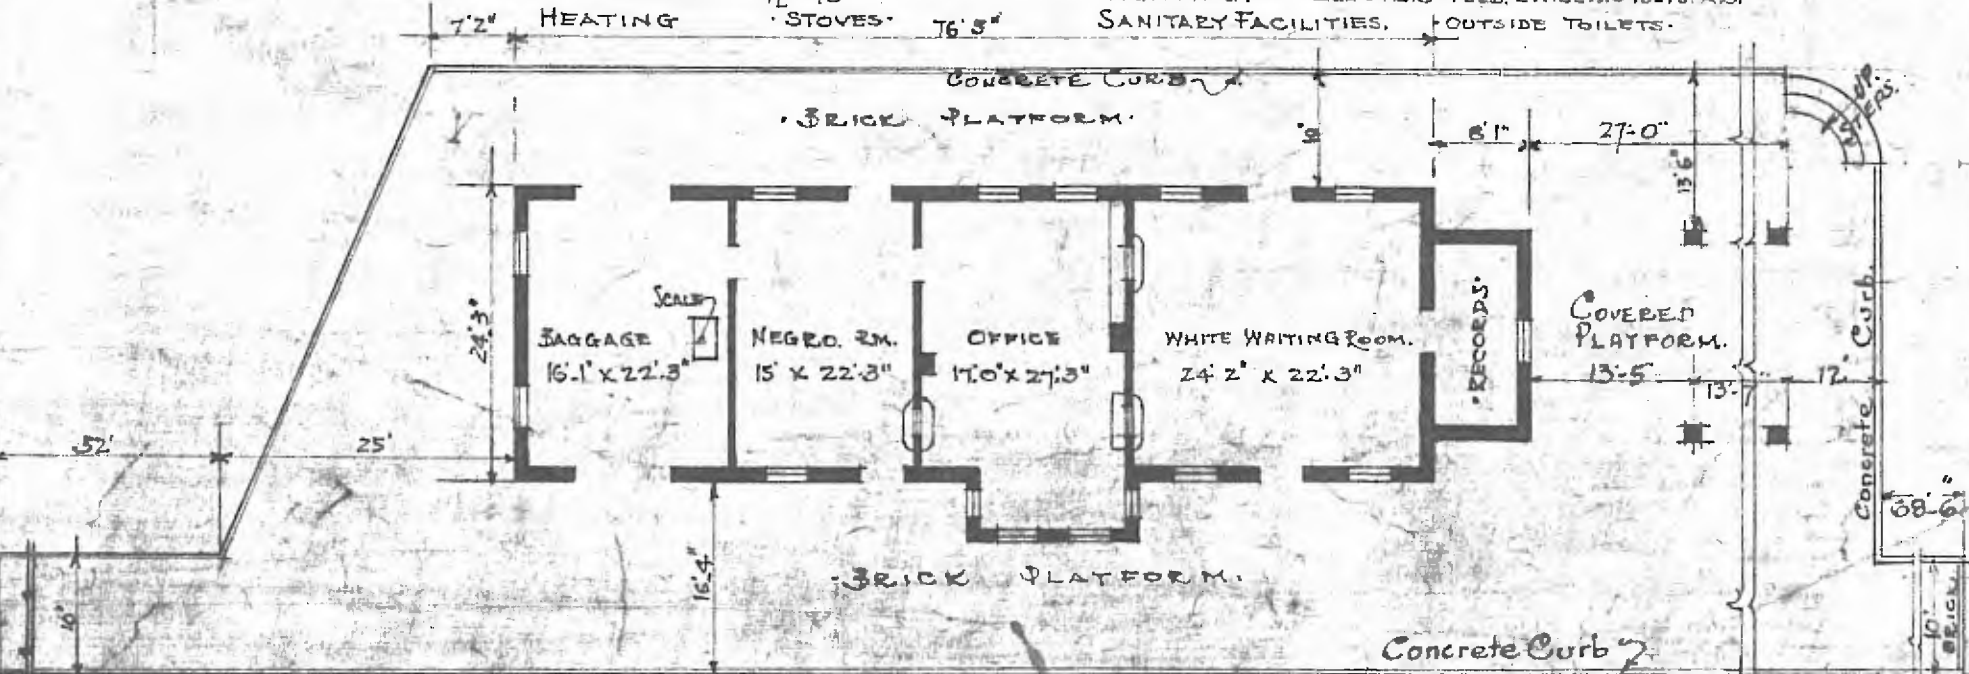 HEATING · STOVES · SANITARY FACILITIES. OUTSIDE TOILETS ·
7'2" 76'5"
CONCRETE CURB
· BRICK PLATFORM ·
UP.
8'1" 27'-0"
13'6"
24'3"
SCALE
BAGGAGE
16'-1" X 22'-3"
NEGRO. RM.
15' X 22'-3"
OFFICE
17'0" X 27'3"
WHITE WAITING ROOM.
24'2" X 22'-3"
· RECORDS ·
COVERED
PLATFORM.
13'-5"
12'
Concrete Curb.
52' 25'
16'-4"
38'-6"
· BRICK PLATFORM.
10'
10'
BRICK
Concrete Curb